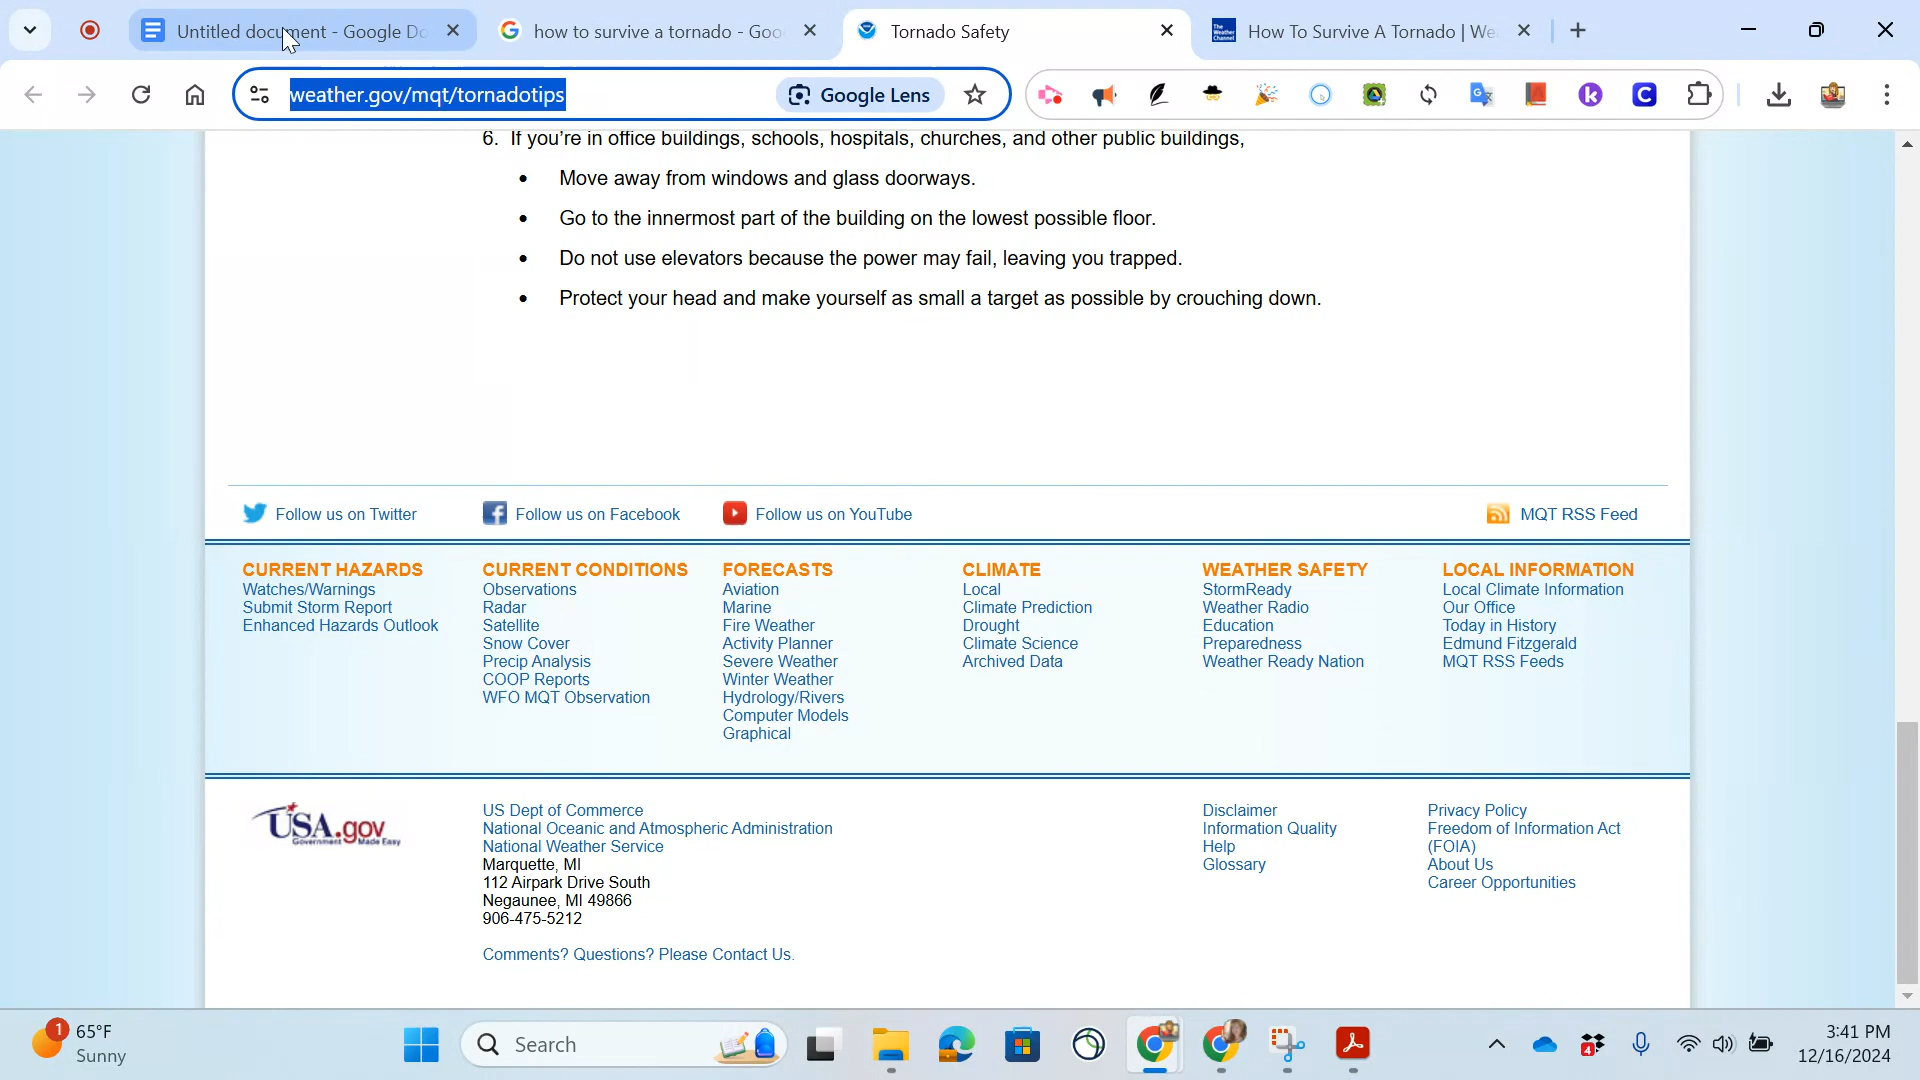 Untitled document - Google Do
how to survive a tornado - Goo
Tornado Safety
How To Survive A Tornado | We
weather.gov/mqt/tornadotips
Google Lens
6. If you're in office buildings, schools, hospitals, churches, and other public buildings,
• Move away from windows and glass doorways.
• Go to the innermost part of the building on the lowest possible floor.
• Do not use elevators because the power may fail, leaving you trapped.
• Protect your head and make yourself as small a target as possible by crouching down.
Follow us on Twitter
Follow us on Facebook
Follow us on YouTube
MQT RSS Feed
CURRENT HAZARDS
Watches/Warnings
Submit Storm Report
Enhanced Hazards Outlook
CURRENT CONDITIONS
Observations
Radar
Satellite
Snow Cover
Precip Analysis
COOP Reports
WFO MQT Observation
FORECASTS
Aviation
Marine
Fire Weather
Activity Planner
Severe Weather
Winter Weather
Hydrology/Rivers
Computer Models
Graphical
CLIMATE
Local
Climate Prediction
Drought
Climate Science
Archived Data
WEATHER SAFETY
StormReady
Weather Radio
Education
Preparedness
Weather Ready Nation
LOCAL INFORMATION
Local Climate Information
Our Office
Today in History
Edmund Fitzgerald
MQT RSS Feeds
USA.gov
Government Made Easy
US Dept of Commerce
National Oceanic and Atmospheric Administration
National Weather Service
Marquette, MI
112 Airpark Drive South
Negaunee, MI 49866
906-475-5212
Comments? Questions? Please Contact Us.
Disclaimer
Information Quality
Help
Glossary
Privacy Policy
Freedom of Information Act
(FOIA)
About Us
Career Opportunities
1
65°F
Sunny
Search
4
3:41 PM
12/16/2024